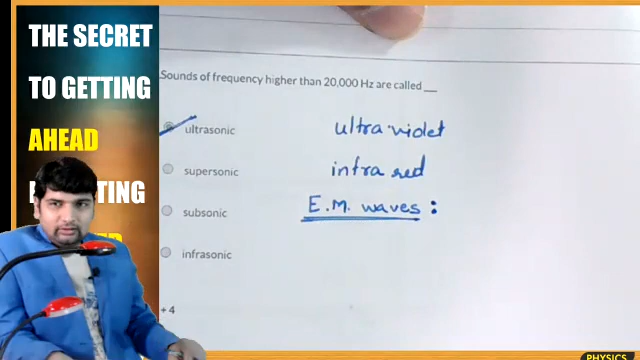 THE SECRET
TO GETTING
AHEAD
Sounds of frequency higher than 20,000 Hz are called __
ultrasonic
supersonic
subsonic
infrasonic
+4
ultra violet
infra red
E.M. waves :
PHYSICS